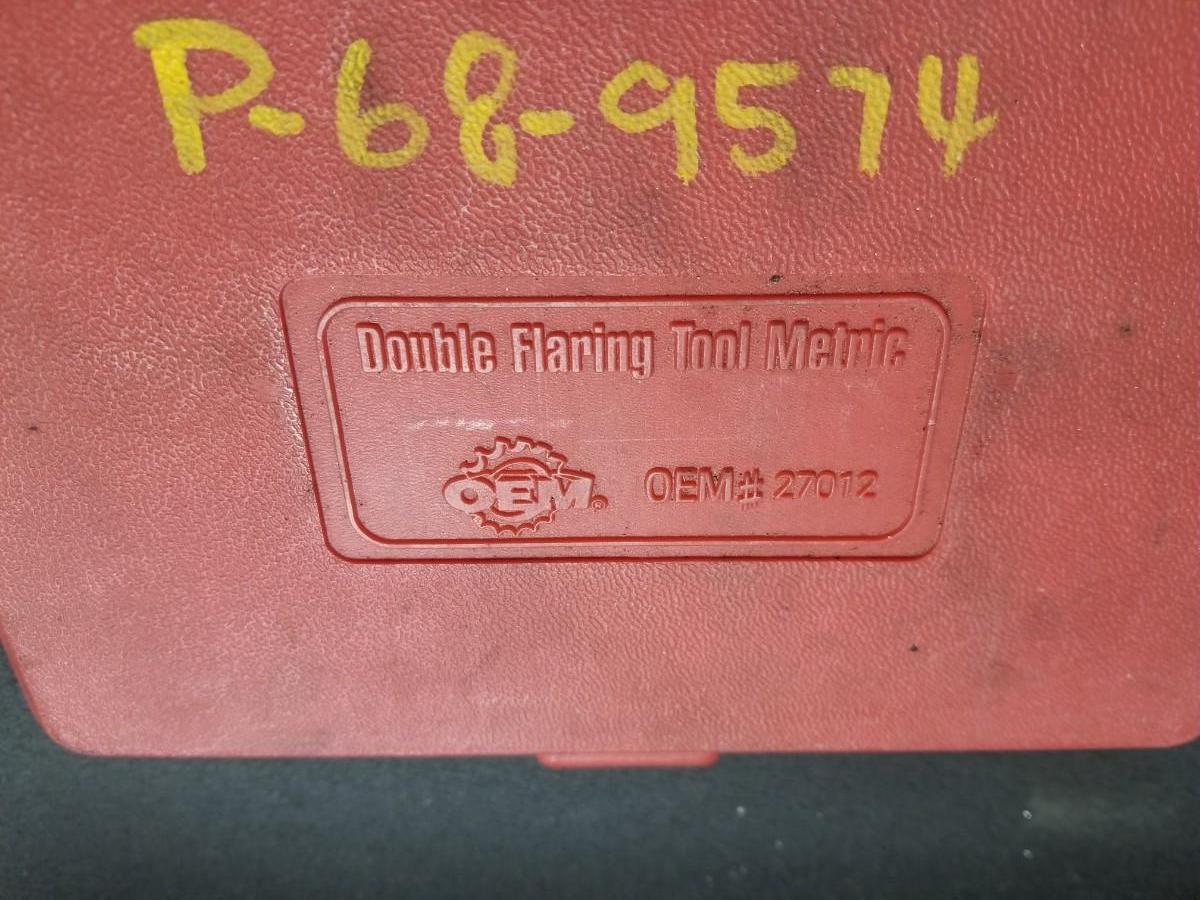 P-68-9574
Double Flaring Tool Metric
OEM® OEM# 27012